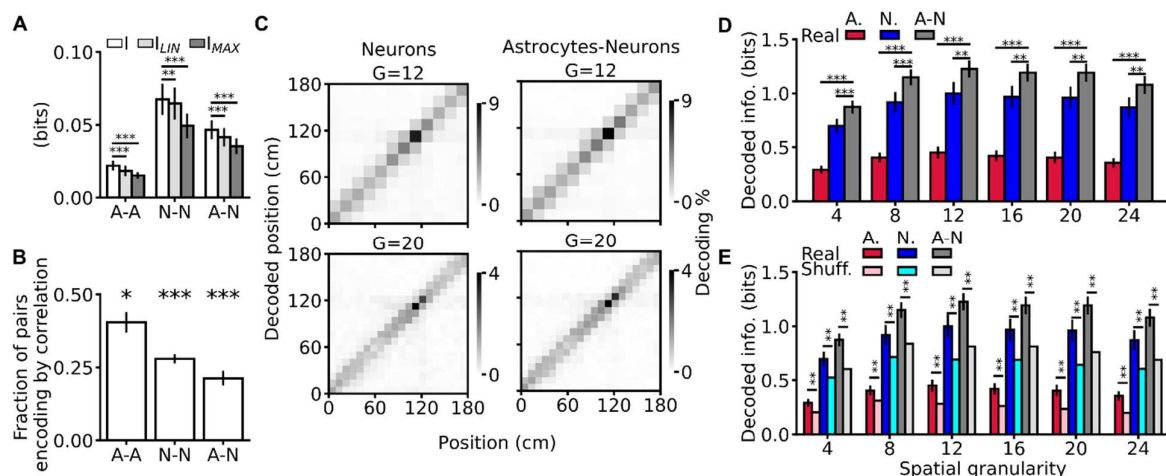 A
I I_LIN I_MAX
0.10
0.05
0.00
(bits)
*** ** *** *** *** ***
A-A N-N A-N
B
Fraction of pairs
encoding by correlation
0.50
0.25
0.00
* *** ***
A-A N-N A-N
C
Neurons Astrocytes-Neurons
G=12 G=12
180
120
60
0
9
0
9
0
Decoded position (cm)
Decoding %
G=20 G=20
180
120
60
0
4
0
4
0
0 60 120 180 0 60 120 180
Position (cm)
D
Real A. N. A-N
Decoded info. (bits)
1.5
1.0
0.5
0.0
*** *** *** *** *** ***
*** *** ** ** ** **
4 8 12 16 20 24
E
A. N. A-N
Real
Shuff.
Decoded info. (bits)
1.5
1.0
0.5
0.0
** ** ** ** ** ** ** ** ** ** ** ** ** ** ** ** ** **
4 8 12 16 20 24
Spatial granularity